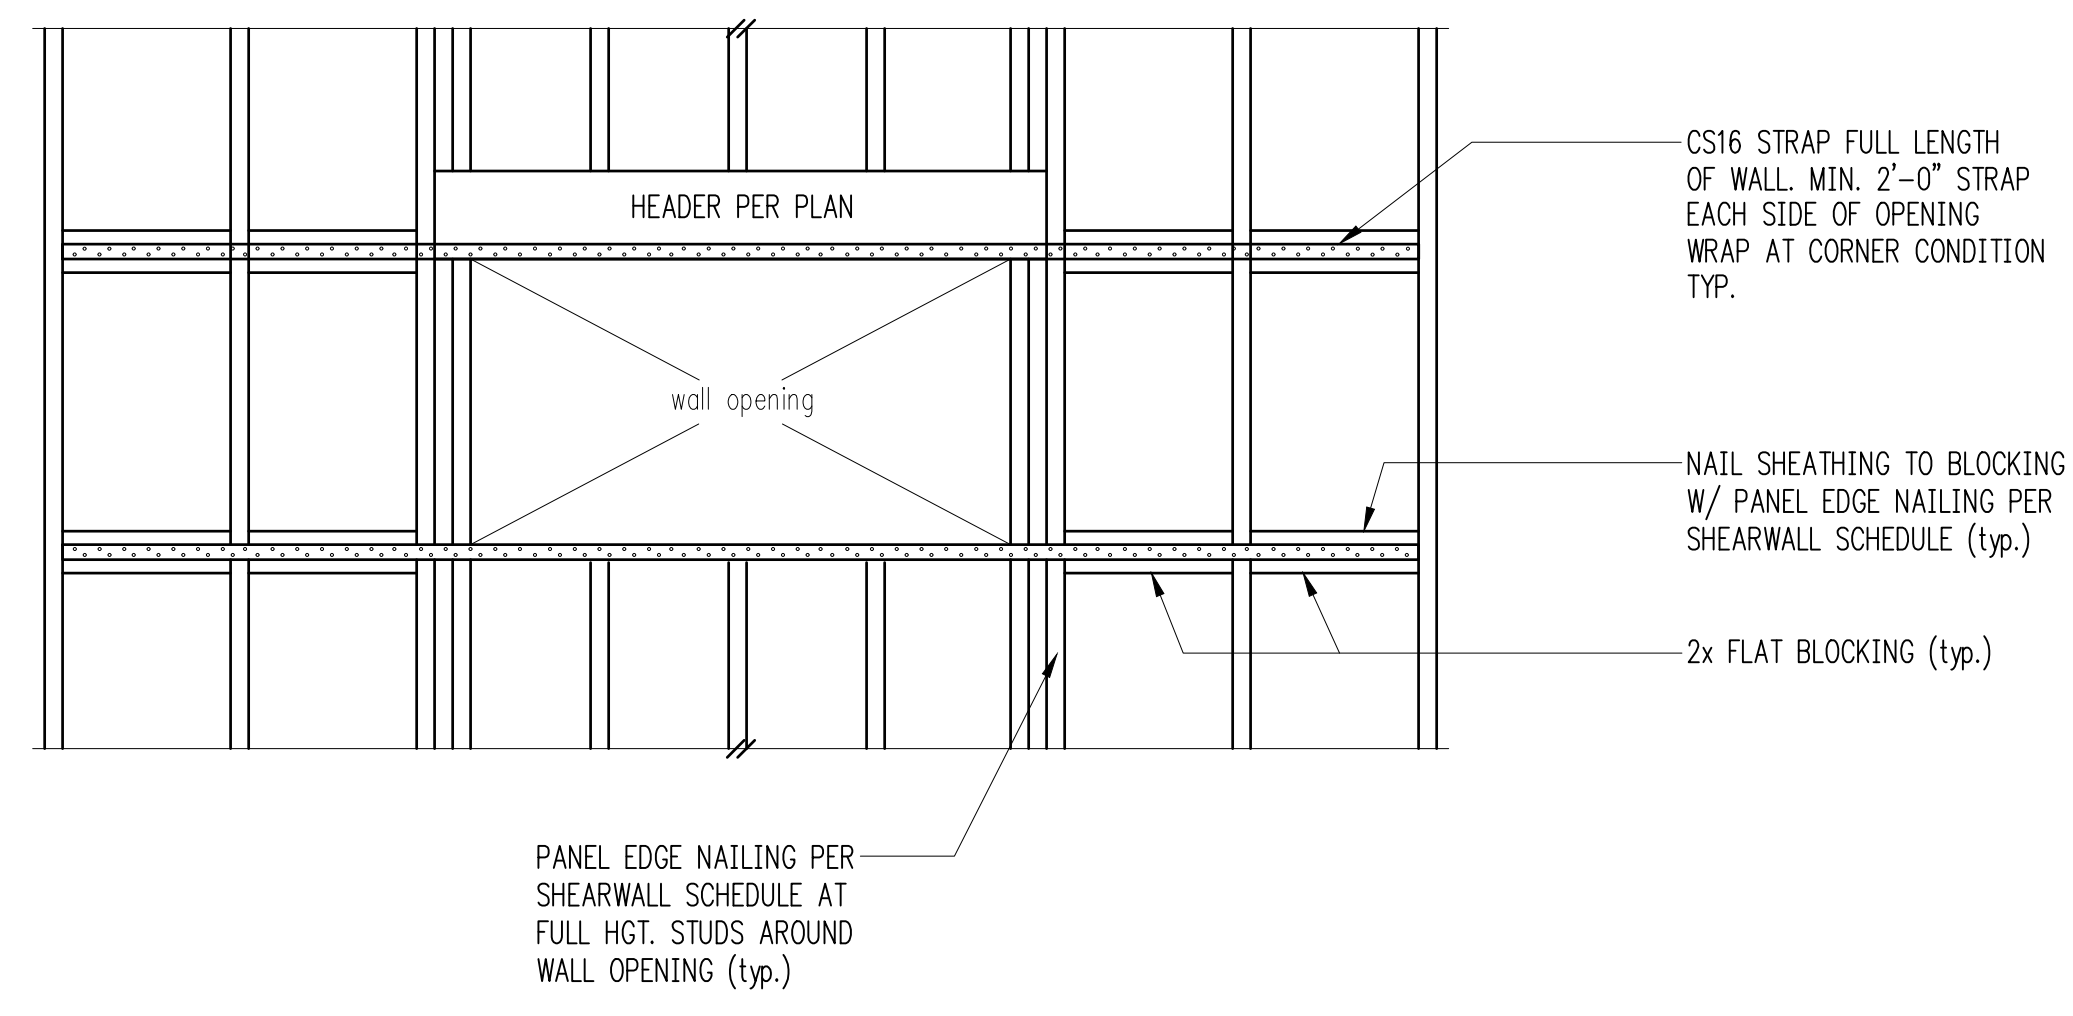 HEADER PER PLAN
wall opening
CS16 STRAP FULL LENGTH
OF WALL. MIN. 2'-0" STRAP
EACH SIDE OF OPENING
WRAP AT CORNER CONDITION
TYP.
NAIL SHEATHING TO BLOCKING
W/ PANEL EDGE NAILING PER
SHEARWALL SCHEDULE (typ.)
2x FLAT BLOCKING (typ.)
PANEL EDGE NAILING PER
SHEARWALL SCHEDULE AT
FULL HGT. STUDS AROUND
WALL OPENING (typ.)